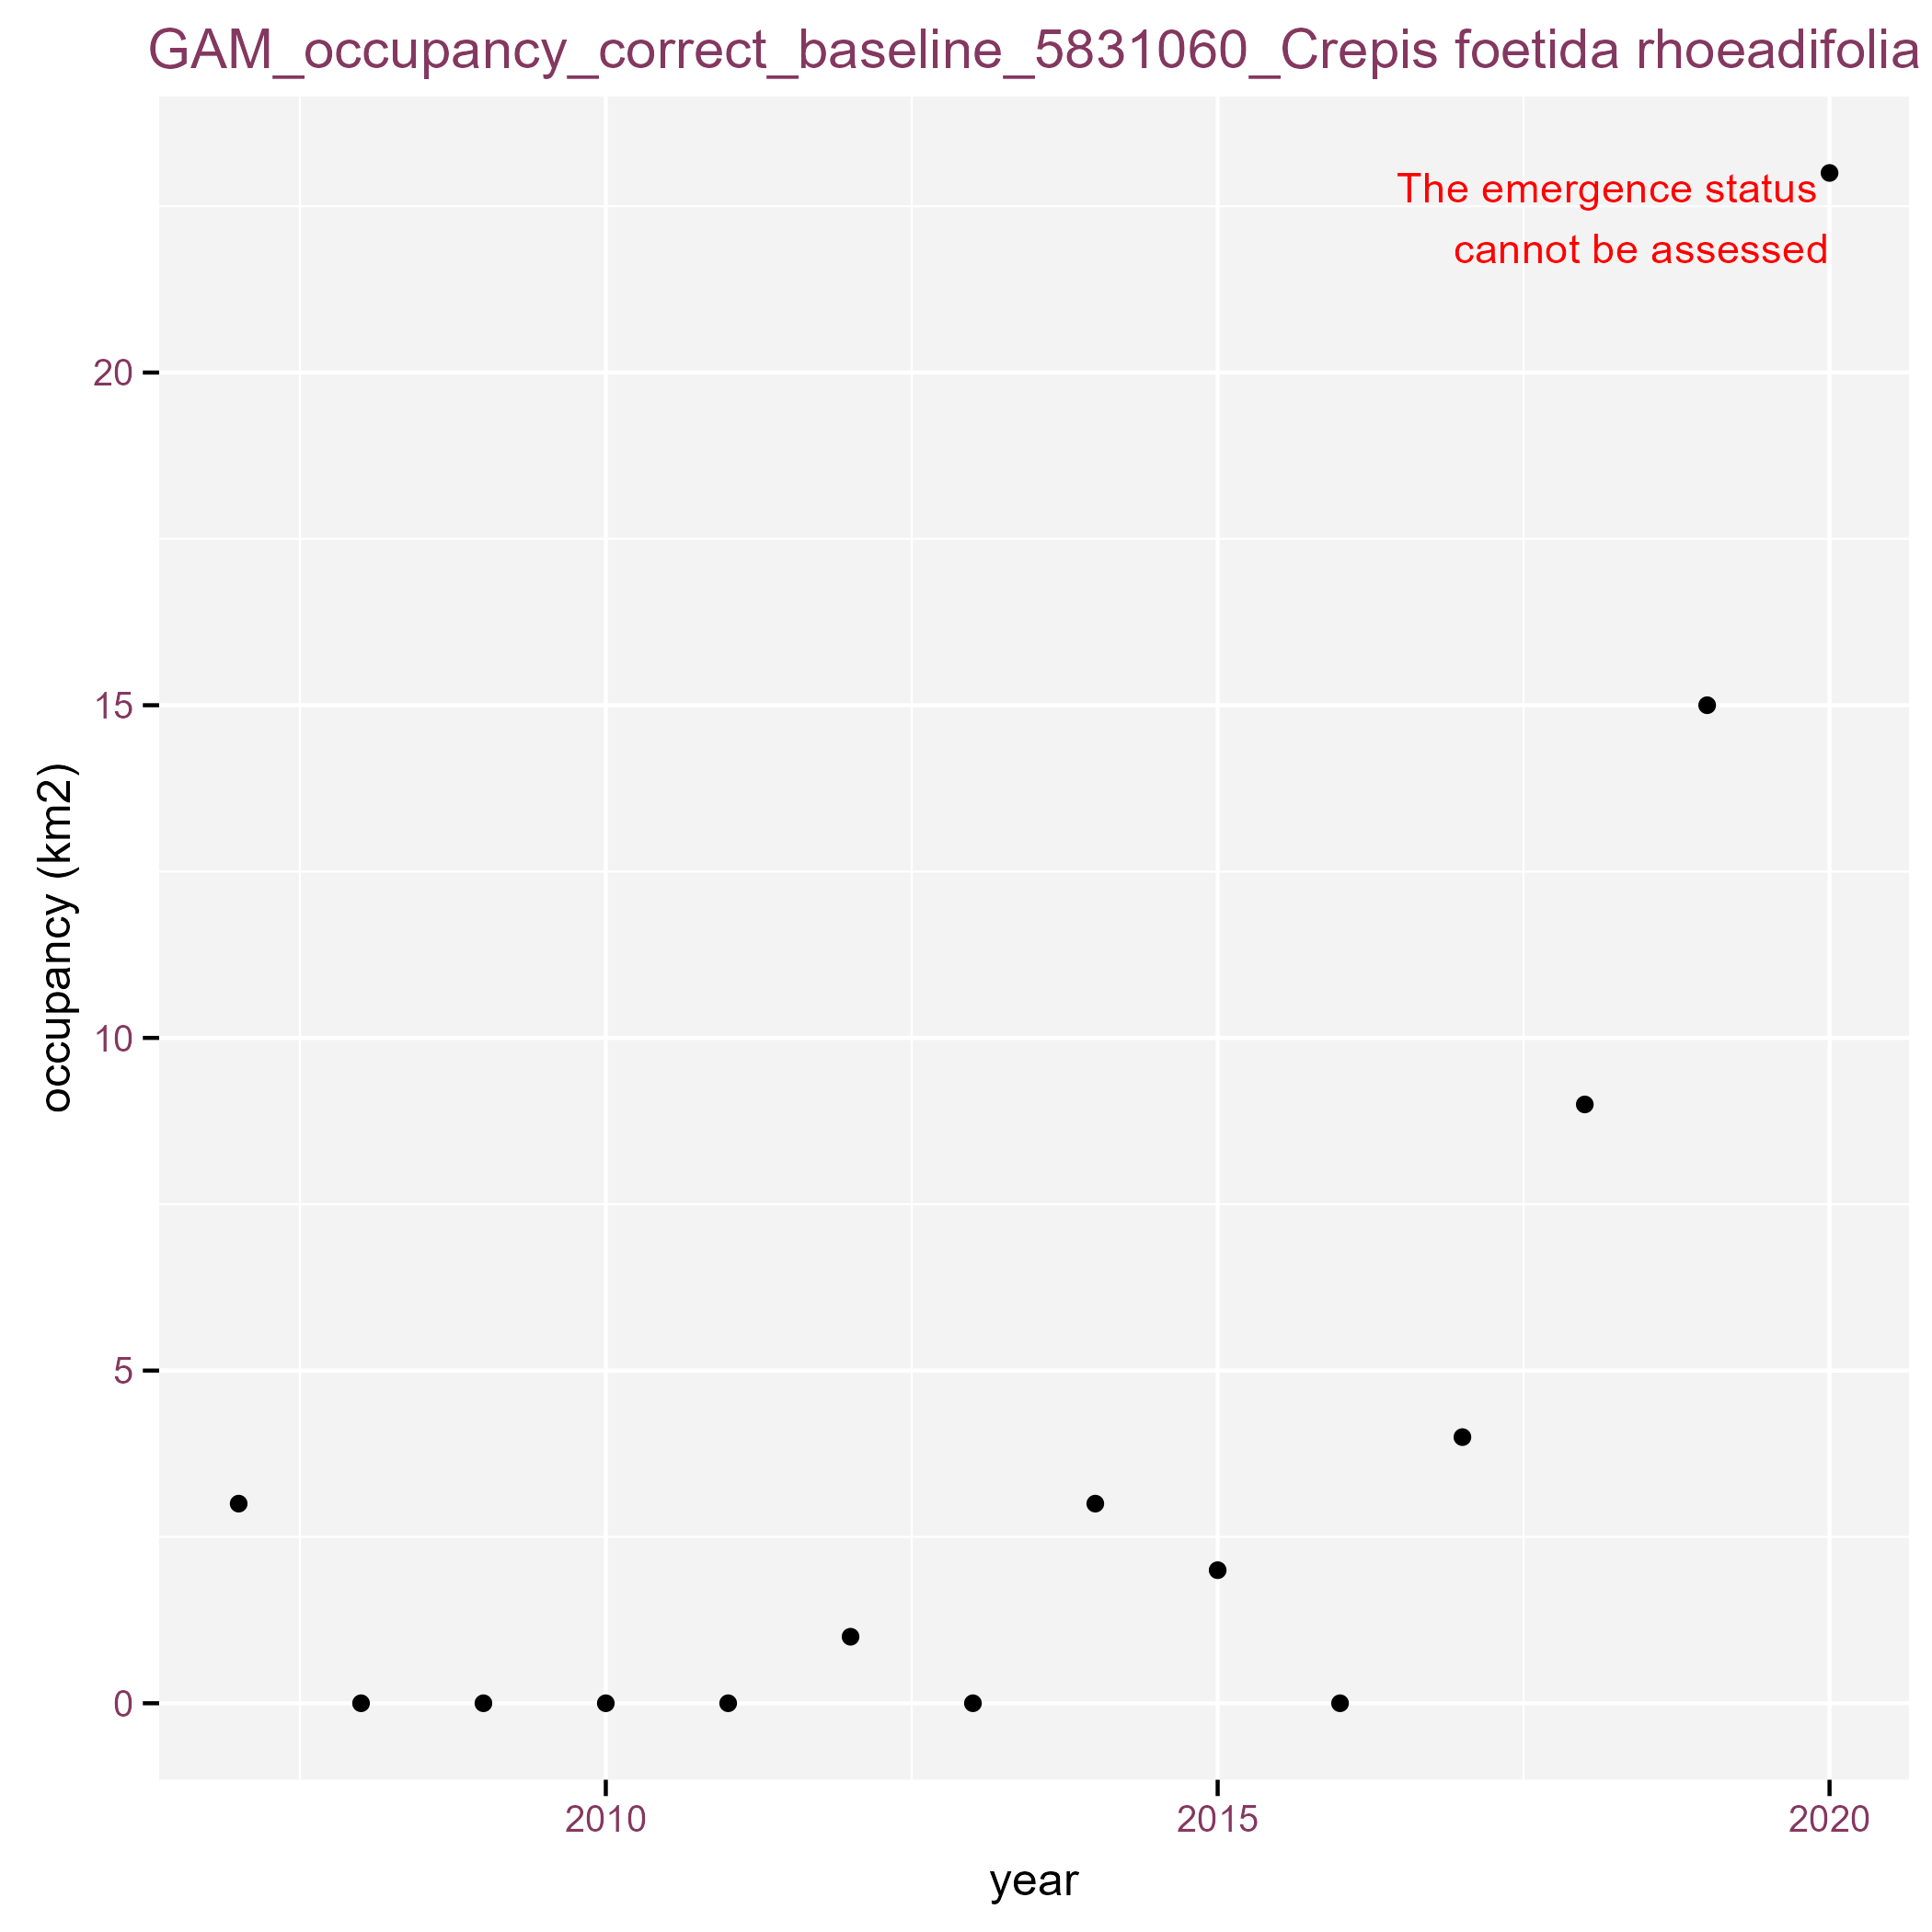 GAM_occupancy_correct_baseline_5831060_Crepis foetida rhoeadifolia
The emergence status
cannot be assessed
20
15
10
5
0
occupancy (km2)
2010
2015
2020
year